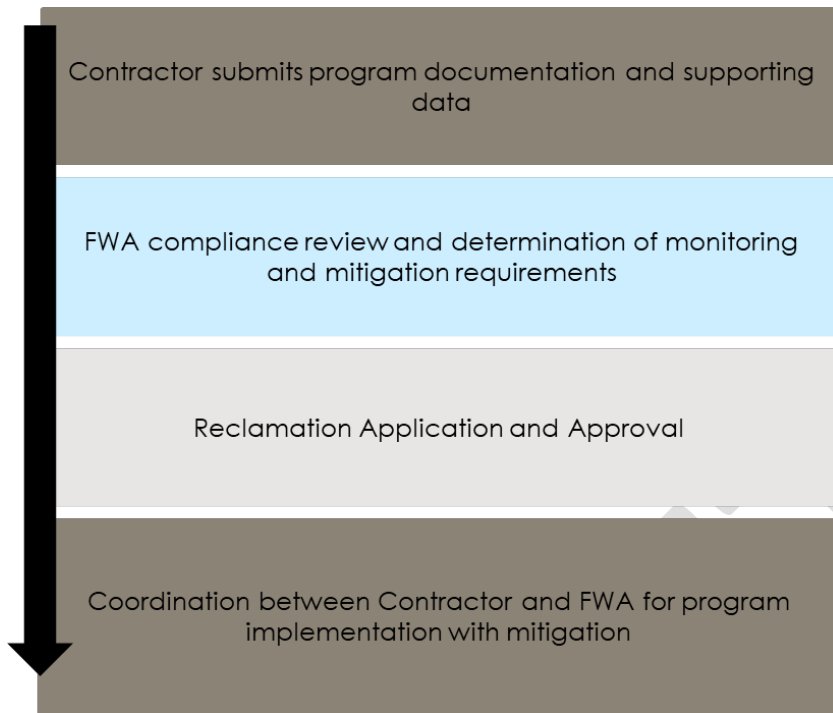 Contractor submits program documentation and supporting
data
FWA compliance review and determination of monitoring
and mitigation requirements
Reclamation Application and Approval
Coordination between Contractor and FWA for program
implementation with mitigation